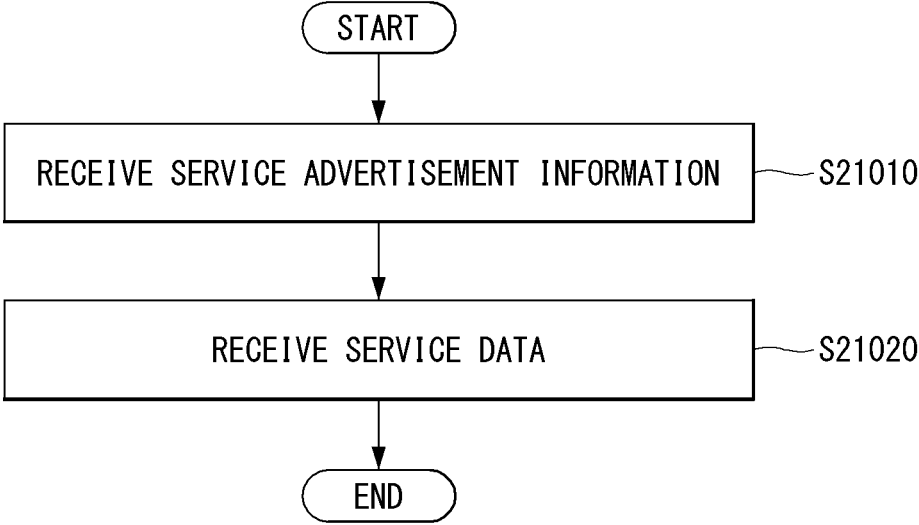 START
RECEIVE SERVICE ADVERTISEMENT INFORMATION
S21010
RECEIVE SERVICE DATA
S21020
END